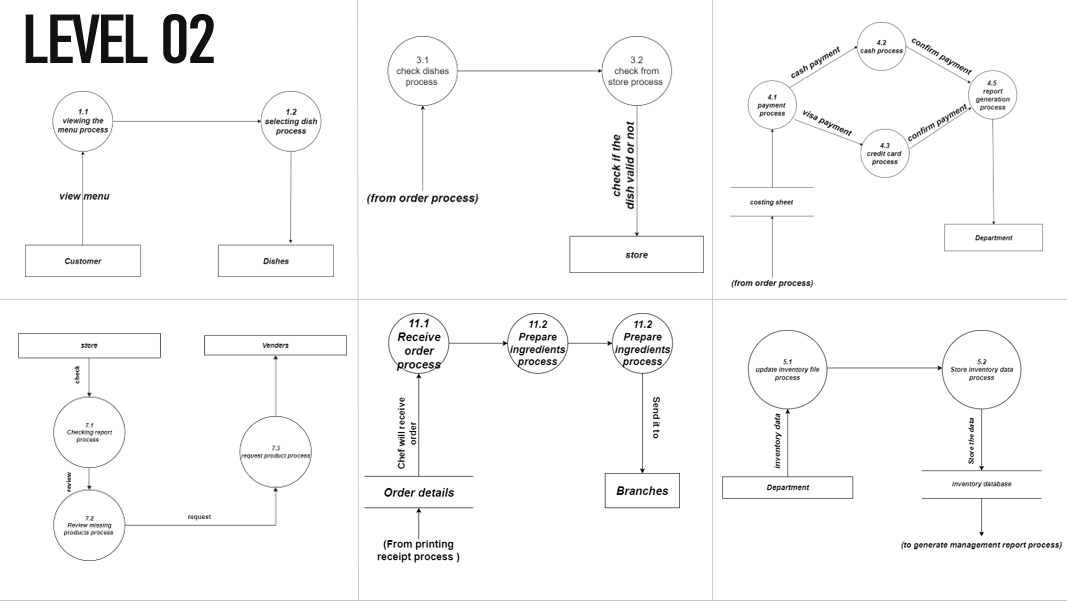 LEVEL 02
1.1
viewing the
menu process
1.2
selecting dish
process
view menu
Customer
Dishes
3.1
check dishes
process
3.2
check from
store process
(from order process)
check if the
dish valid or not
store
4.2
cash process
cash payment
confirm payment
4.1
payment
process
4.5
report
generation
process
visa payment
confirm payment
4.3
credit card
process
costing sheet
Department
(from order process)
store
Venders
check
7.1
Checking report
process
7.3
request product process
review
7.2
Review missing
products process
request
11.1
Receive
order
process
11.2
Prepare
ingredients
process
11.2
Prepare
ingredients
process
Chef will receive
order
Send it to
Order details
Branches
(From printing
receipt process )
5.1
update inventory file
process
5.2
Store inventory data
process
inventory data
Store the data
Department
inventory database
(to generate management report process)